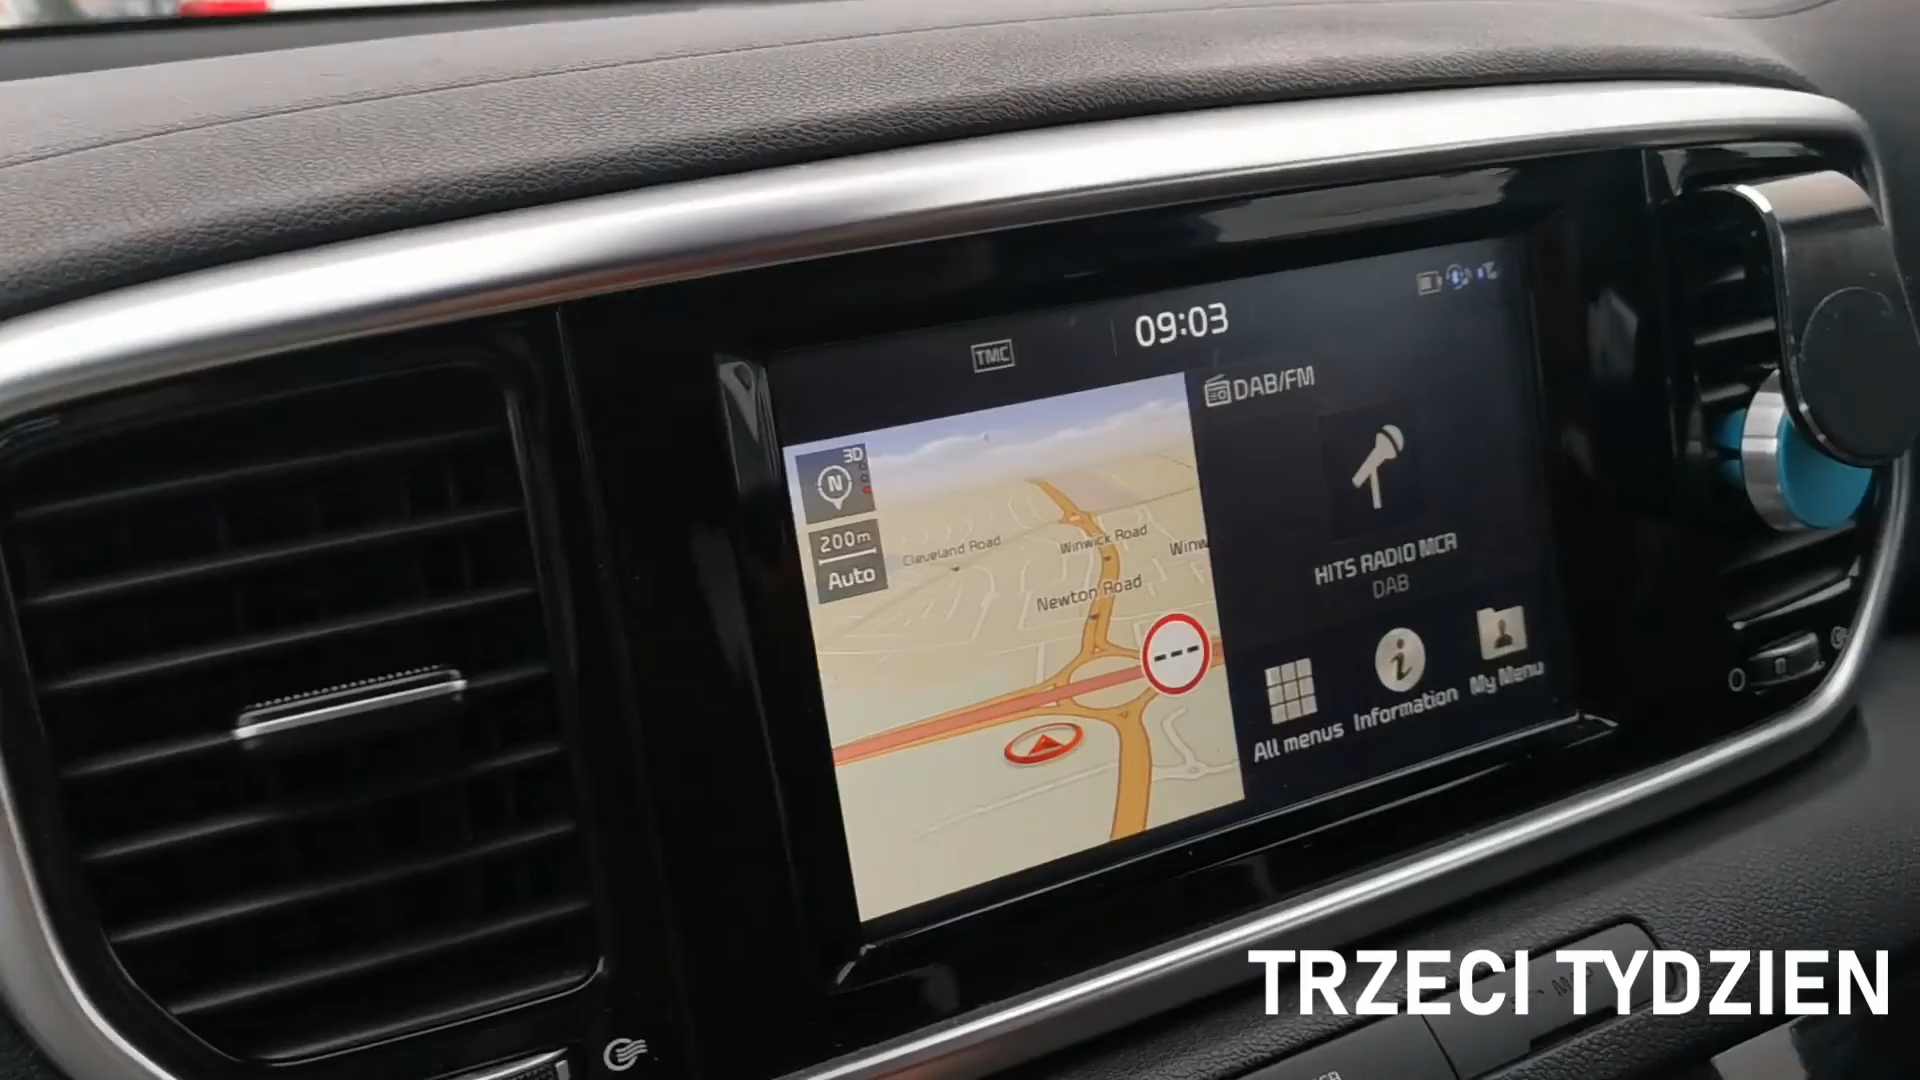 09:03
TMC
DAB/FM
3D
N
200m
Auto
Cleveland Road
Winwick Road
Winw
Newton Road
HITS RADIO MCR
DAB
All menus
Information
My Menu
TRZECI TYDZIEN